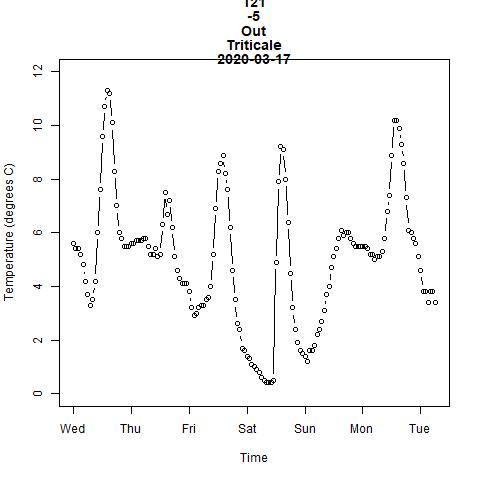 121
-5
Out
Triticale
2020-03-17
Temperature (degrees C)
12
10
8
6
4
2
0
Wed Thu Fri Sat Sun Mon Tue
Time